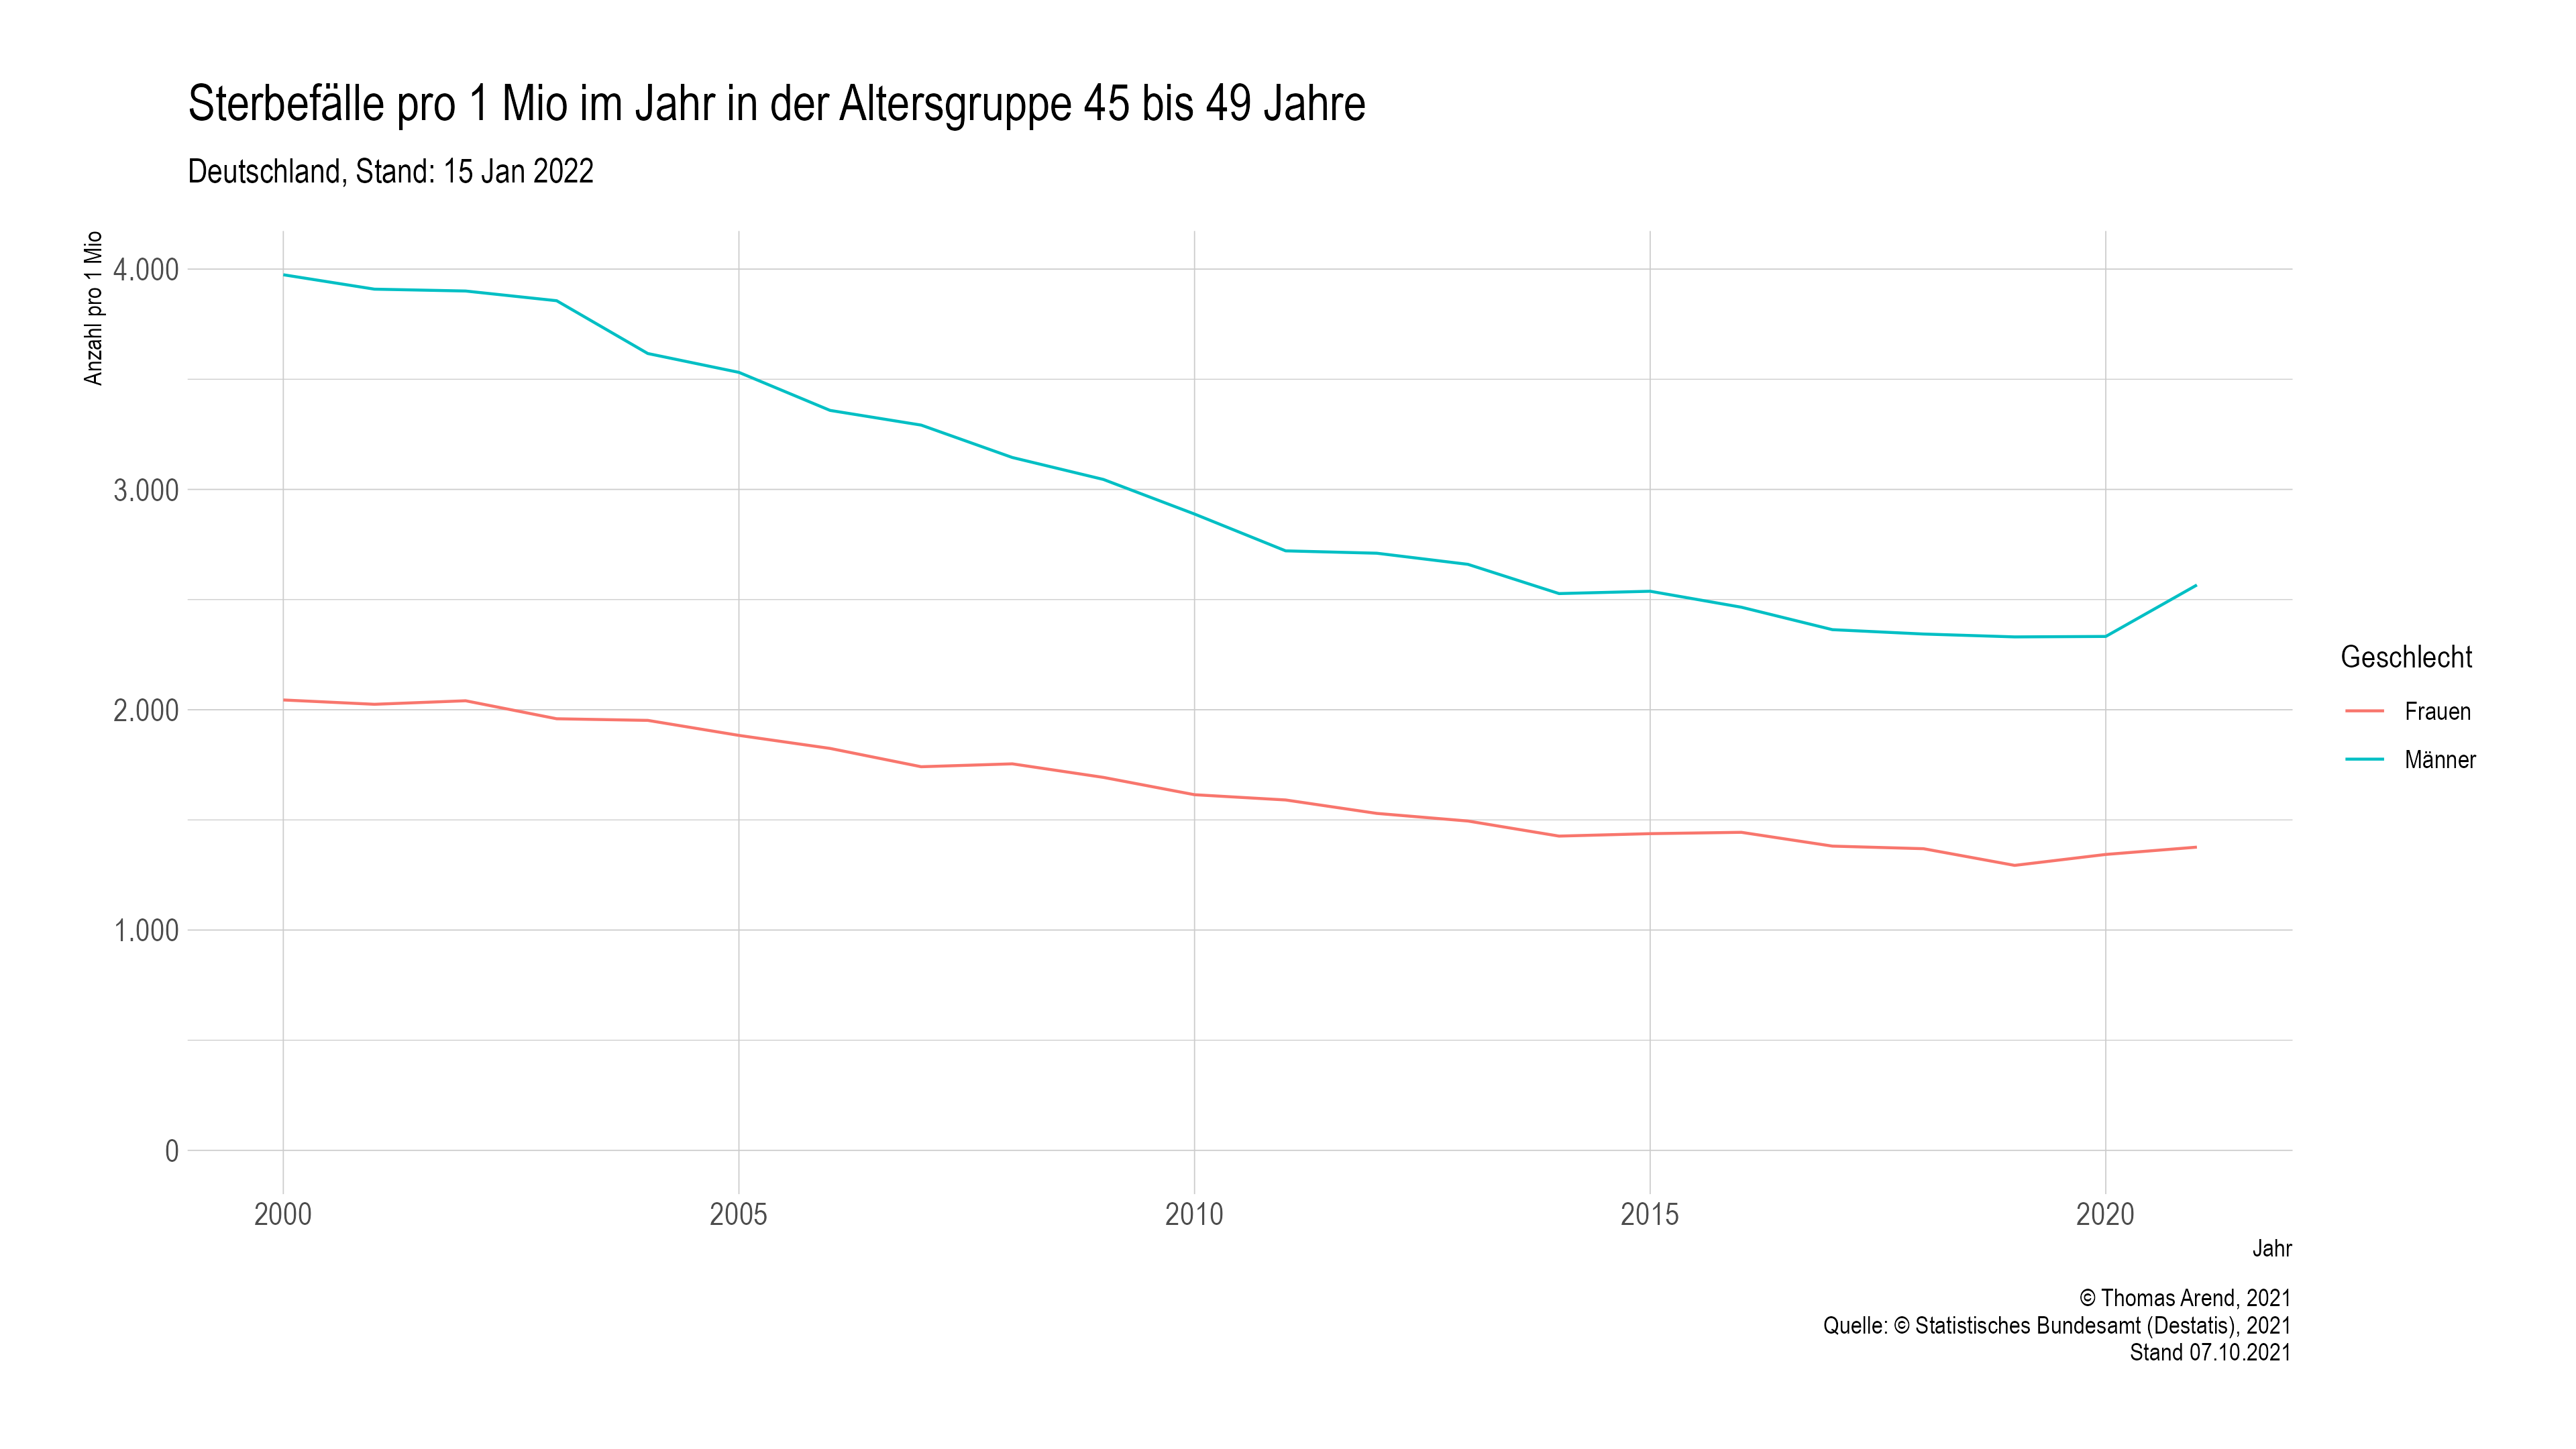 Sterbefälle pro 1 Mio im Jahr in der Altersgruppe 45 bis 49 Jahre
Deutschland, Stand: 15 Jan 2022
Anzahl pro 1 Mio
4.000
3.000
2.000
1.000
0
2000
2005
2010
2015
2020
Jahr
Geschlecht
Frauen
Männer
© Thomas Arend, 2021
Quelle: © Statistisches Bundesamt (Destatis), 2021
Stand 07.10.2021